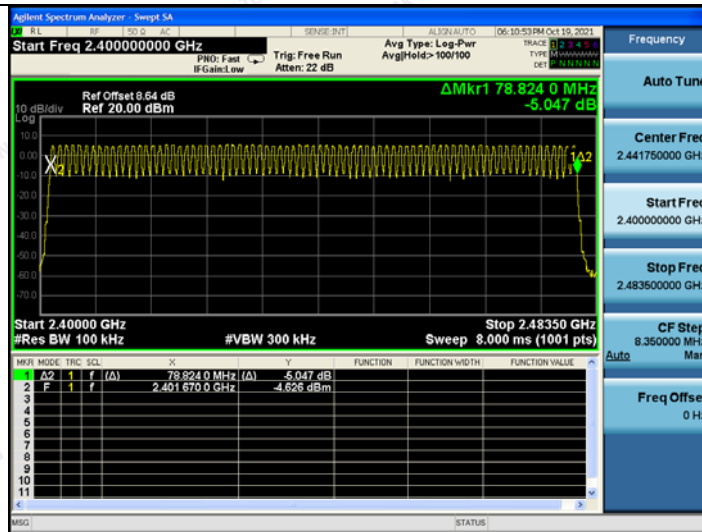 Agilent Spectrum Analyzer - Swept SA
RL RF 50 Ω AC SENSE:INT ALIGN AUTO 06:10:53 PM Oct 19, 2021
Start Freq 2.400000000 GHz
PNO: Fast
IFGain:Low
Trig: Free Run
Atten: 22 dB
Avg Type: Log-Pwr
Avg|Hold:> 100/100
TRACE 1 2 3 4 5 6
TYPE M
DET P N N N N N
Frequency
Ref Offset 8.64 dB
10 dB/div Ref 20.00 dBm
Log
ΔMkr1 78.824 0 MHz
-5.047 dB
10.0
0.00
-10.0
-20.0
-30.0
-40.0
-50.0
-60.0
-70.0
2
1Δ2
Start 2.40000 GHz Stop 2.48350 GHz
#Res BW 100 kHz #VBW 300 kHz Sweep 8.000 ms (1001 pts)
MKR MODE TRC SCL X Y FUNCTION FUNCTION WIDTH FUNCTION VALUE
1 Δ2 1 f (Δ) 78.824 0 MHz (Δ) -5.047 dB
2 F 1 f 2.401 670 0 GHz -4.626 dBm
3
4
5
6
7
8
9
10
11
MSG STATUS
Auto Tune
Center Freq
2.441750000 GHz
Start Freq
2.400000000 GHz
Stop Freq
2.483500000 GHz
CF Step
8.350000 MHz
Auto Man
Freq Offset
0 Hz